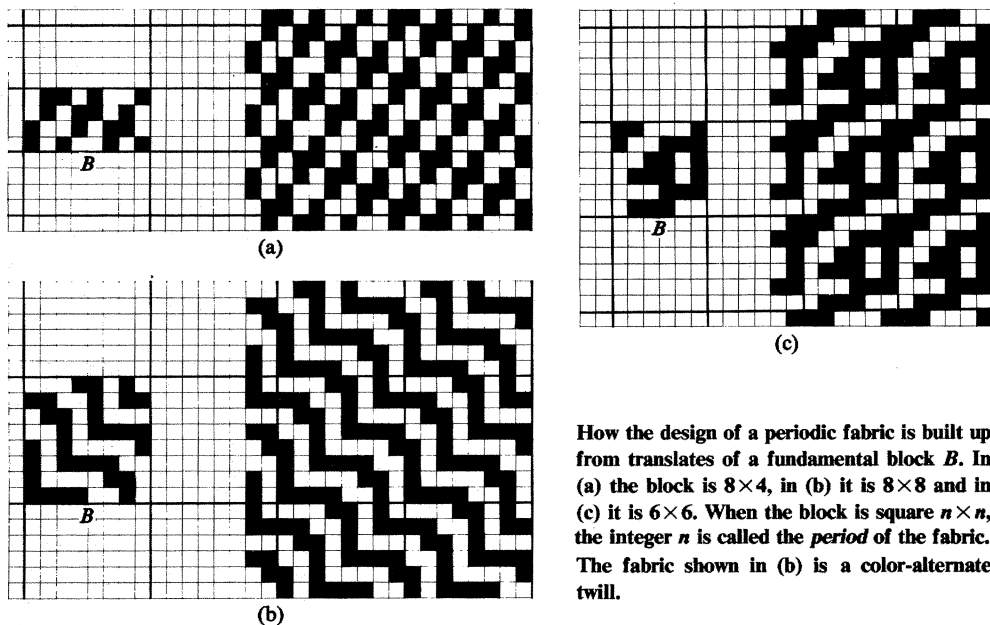 B
(a)
B
(b)
B
(c)
How the design of a periodic fabric is built up
from translates of a fundamental block B. In
(a) the block is 8×4, in (b) it is 8×8 and in
(c) it is 6×6. When the block is square n×n,
the integer n is called the period of the fabric.
The fabric shown in (b) is a color-alternate
twill.